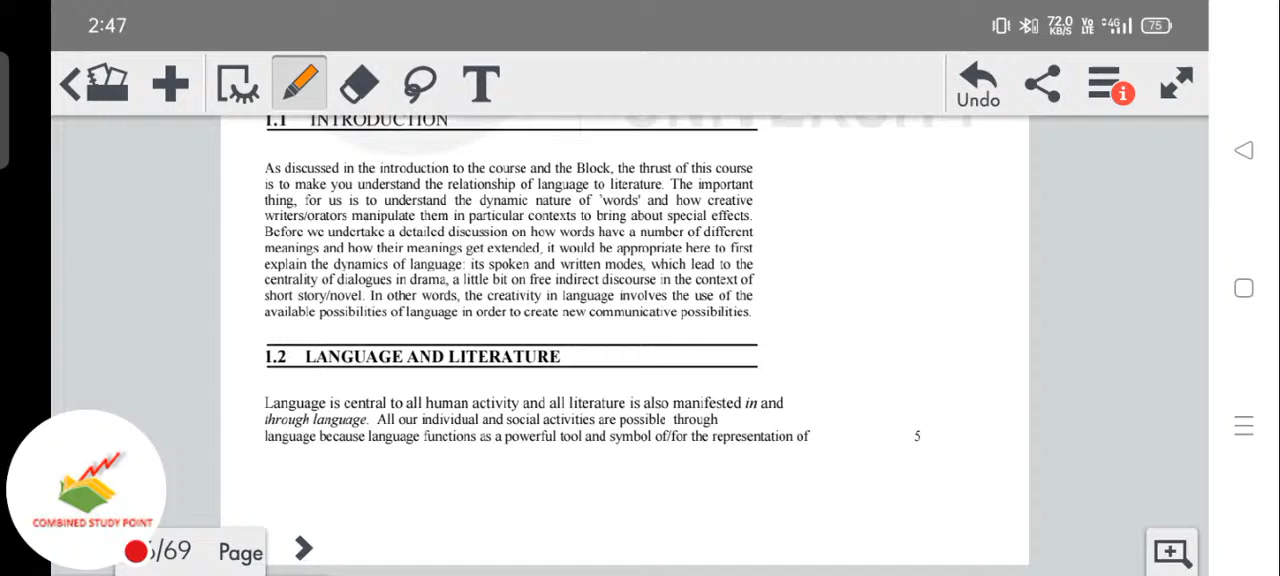 2:47
72.0 KB/S Vo LTE 4G 75
T
Undo
UNIVERSITY
1.1 INTRODUCTION
As discussed in the introduction to the course and the Block, the thrust of this course
is to make you understand the relationship of language to literature. The important
thing, for us is to understand the dynamic nature of 'words' and how creative
writers/orators manipulate them in particular contexts to bring about special effects.
Before we undertake a detailed discussion on how words have a number of different
meanings and how their meanings get extended, it would be appropriate here to first
explain the dynamics of language: its spoken and written modes, which lead to the
centrality of dialogues in drama, a little bit on free indirect discourse in the context of
short story/novel. In other words, the creativity in language involves the use of the
available possibilities of language in order to create new communicative possibilities.
1.2 LANGUAGE AND LITERATURE
Language is central to all human activity and all literature is also manifested in and
through language. All our individual and social activities are possible through
language because language functions as a powerful tool and symbol of/for the representation of
5
COMBINED STUDY POINT
/69 Page